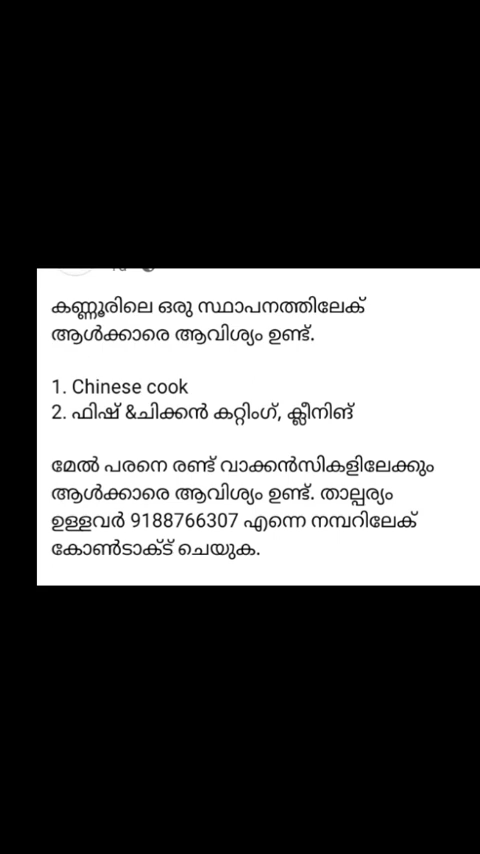 കണ്ണൂരിലെ ഒരു സ്ഥാപനത്തിലേക്
ആൾക്കാരെ ആവിശ്യം ഉണ്ട്.
1. Chinese cook
2. ഫിഷ് &ചിക്കൻ കറ്റിംഗ്, ക്ലീനിങ്
മേൽ പരനെ രണ്ട് വാക്കൻസികളിലേക്കും
ആൾക്കാരെ ആവിശ്യം ഉണ്ട്. താല്പര്യം
ഉള്ളവർ 9188766307 എന്നെ നമ്പറിലേക്
കോൺടാക്ട് ചെയുക.